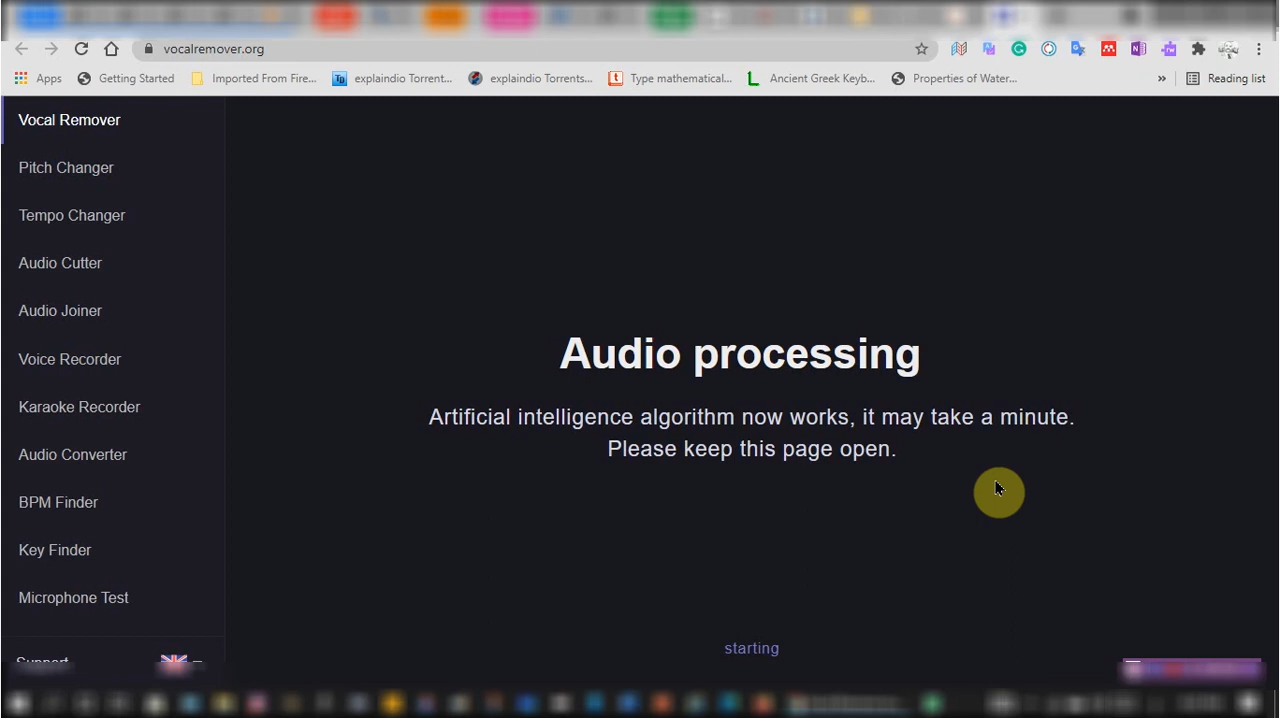 vocalremover.org
Apps
Getting Started
Imported From Fire...
explaindio Torrent...
explaindio Torrents...
Type mathematical...
Ancient Greek Keyb...
Properties of Water...
»
Reading list
Vocal Remover
Pitch Changer
Tempo Changer
Audio Cutter
Audio Joiner
Voice Recorder
Karaoke Recorder
Audio Converter
BPM Finder
Key Finder
Microphone Test
Support
Audio processing
Artificial intelligence algorithm now works, it may take a minute.
Please keep this page open.
starting